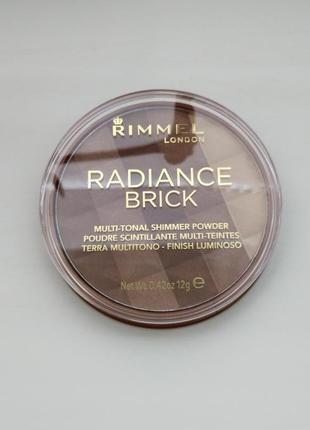 RIMMEL
LONDON
RADIANCE
BRICK
MULTI-TONAL SHIMMER POWDER
POUDRE SCINTILLANTE MULTI-TEINTES
TERRA MULTITONO - FINISH LUMINOSO
Net Wt. 0.42oz 12g ℮